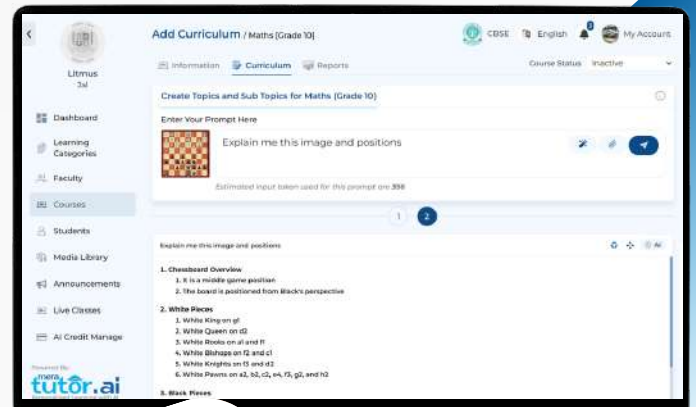 Litmus
Add Curriculum / Maths (Grade 10)
CBSE
English
My Account
Information
Curriculum
Reports
Course Status
Inactive
Create Topics and Sub Topics for Maths (Grade 10)
Enter Your Prompt Here
Explain me this image and positions
Estimated input token used for this prompt are 356
1
2
Dashboard
Learning
Categories
Faculty
Courses
Students
Media Library
Announcements
Live Classes
AI Credit Manage
Powered By
mera
tutor.ai
Explain me this image and positions
AI
1. Chessboard Overview
1. It is a middle game position
2. The board is positioned from Black's perspective
2. White Pieces
1. White King on g1
2. White Queen on d2
3. White Rooks on a1 and f1
4. White Bishops on f2 and c1
5. White Knights on f3 and d2
6. White Pawns on a2, b2, c2, e4, f3, g2, and h2
3. Black Pieces